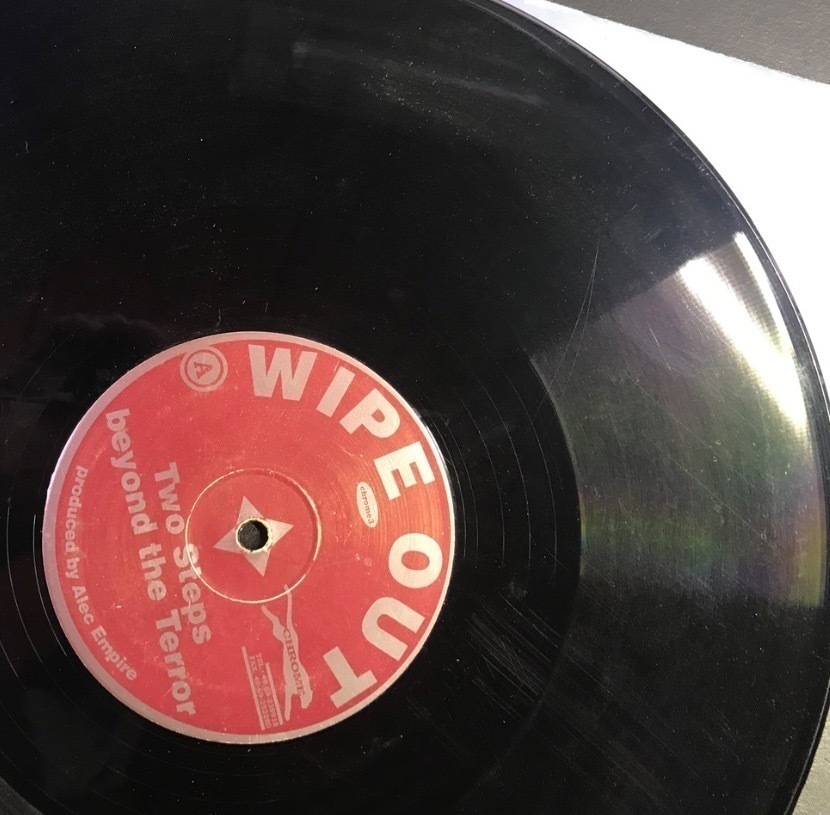 WIPE OUT
A
chrome3
Two Steps
beyond the Terror
produced by Alec Empire
CHROME